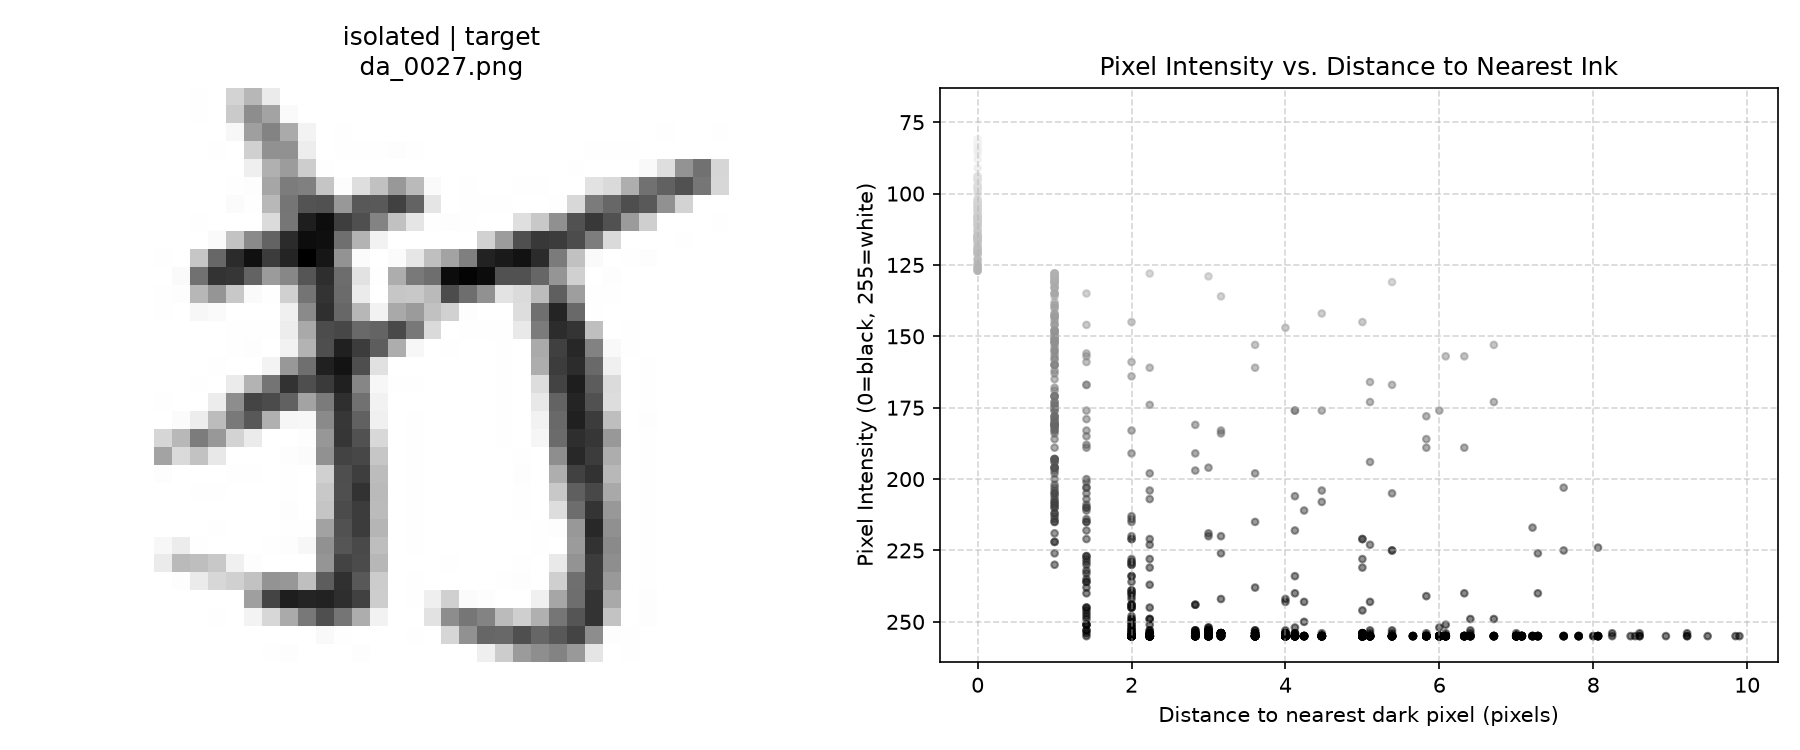 isolated | target
da_0027.png
打
Pixel Intensity vs. Distance to Nearest Ink
Pixel Intensity (0=black, 255=white)
75
100
125
150
175
200
225
250
0 2 4 6 8 10
Distance to nearest dark pixel (pixels)